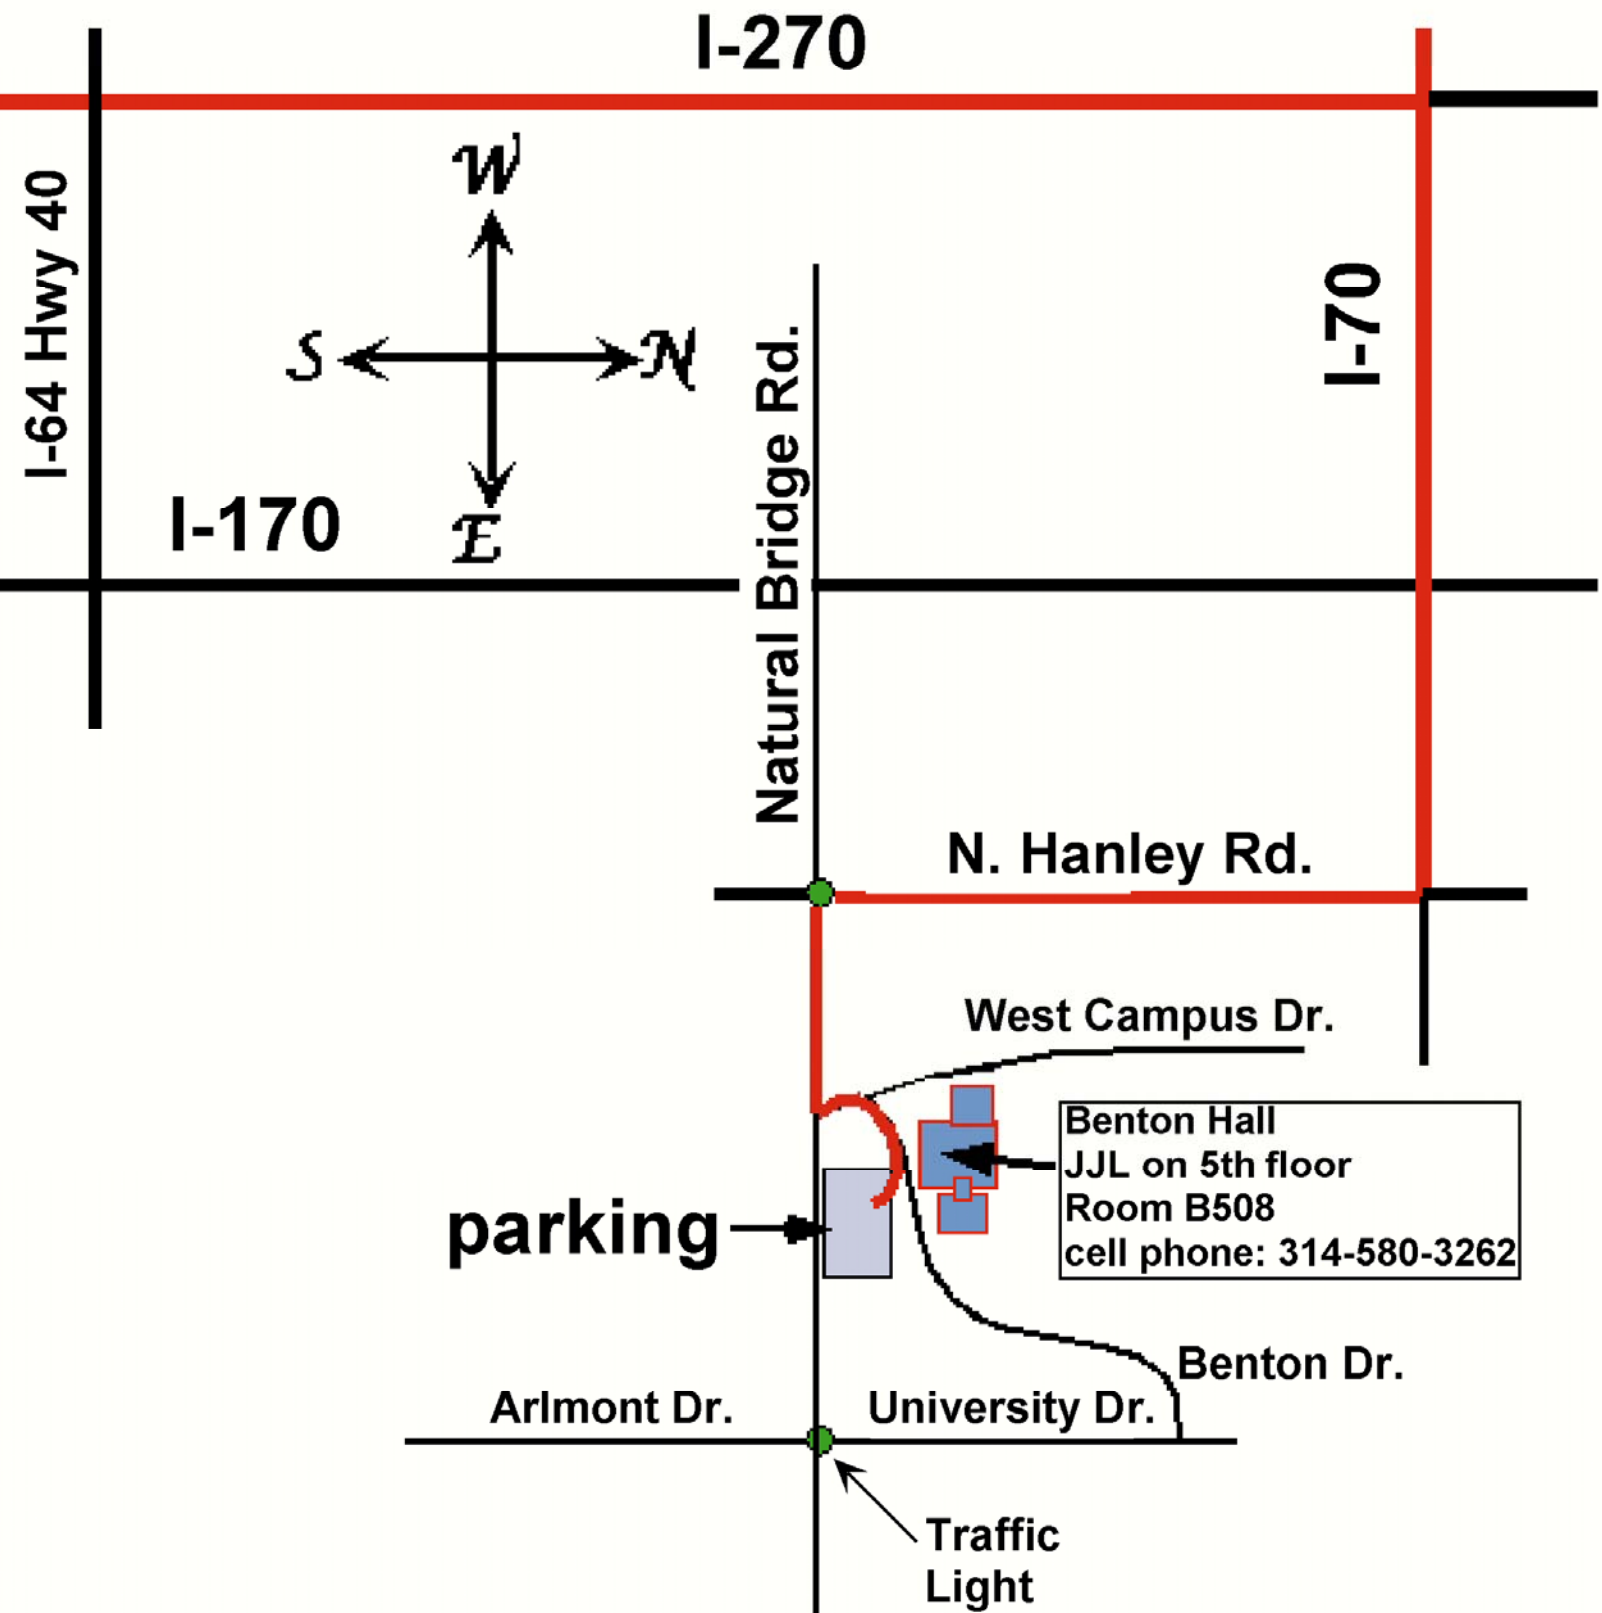 I-270
W
I-64 Hwy 40
I-70
S
N
Natural Bridge Rd.
I-170
E
N. Hanley Rd.
West Campus Dr.
Benton Hall
JJL on 5th floor
Room B508
cell phone: 314-580-3262
parking
Benton Dr.
Arlmont Dr.
University Dr.
Traffic
Light